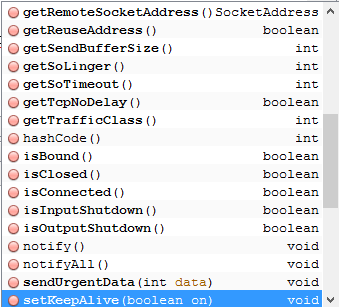 getRemoteSocketAddress() SocketAddress
getReuseAddress() boolean
getSendBufferSize() int
getSoLinger() int
getSoTimeout() int
getTcpNoDelay() boolean
getTrafficClass() int
hashCode() int
isBound() boolean
isClosed() boolean
isConnected() boolean
isInputShutdown() boolean
isOutputShutdown() boolean
notify() void
notifyAll() void
sendUrgentData(int data) void
setKeepAlive(boolean on) void